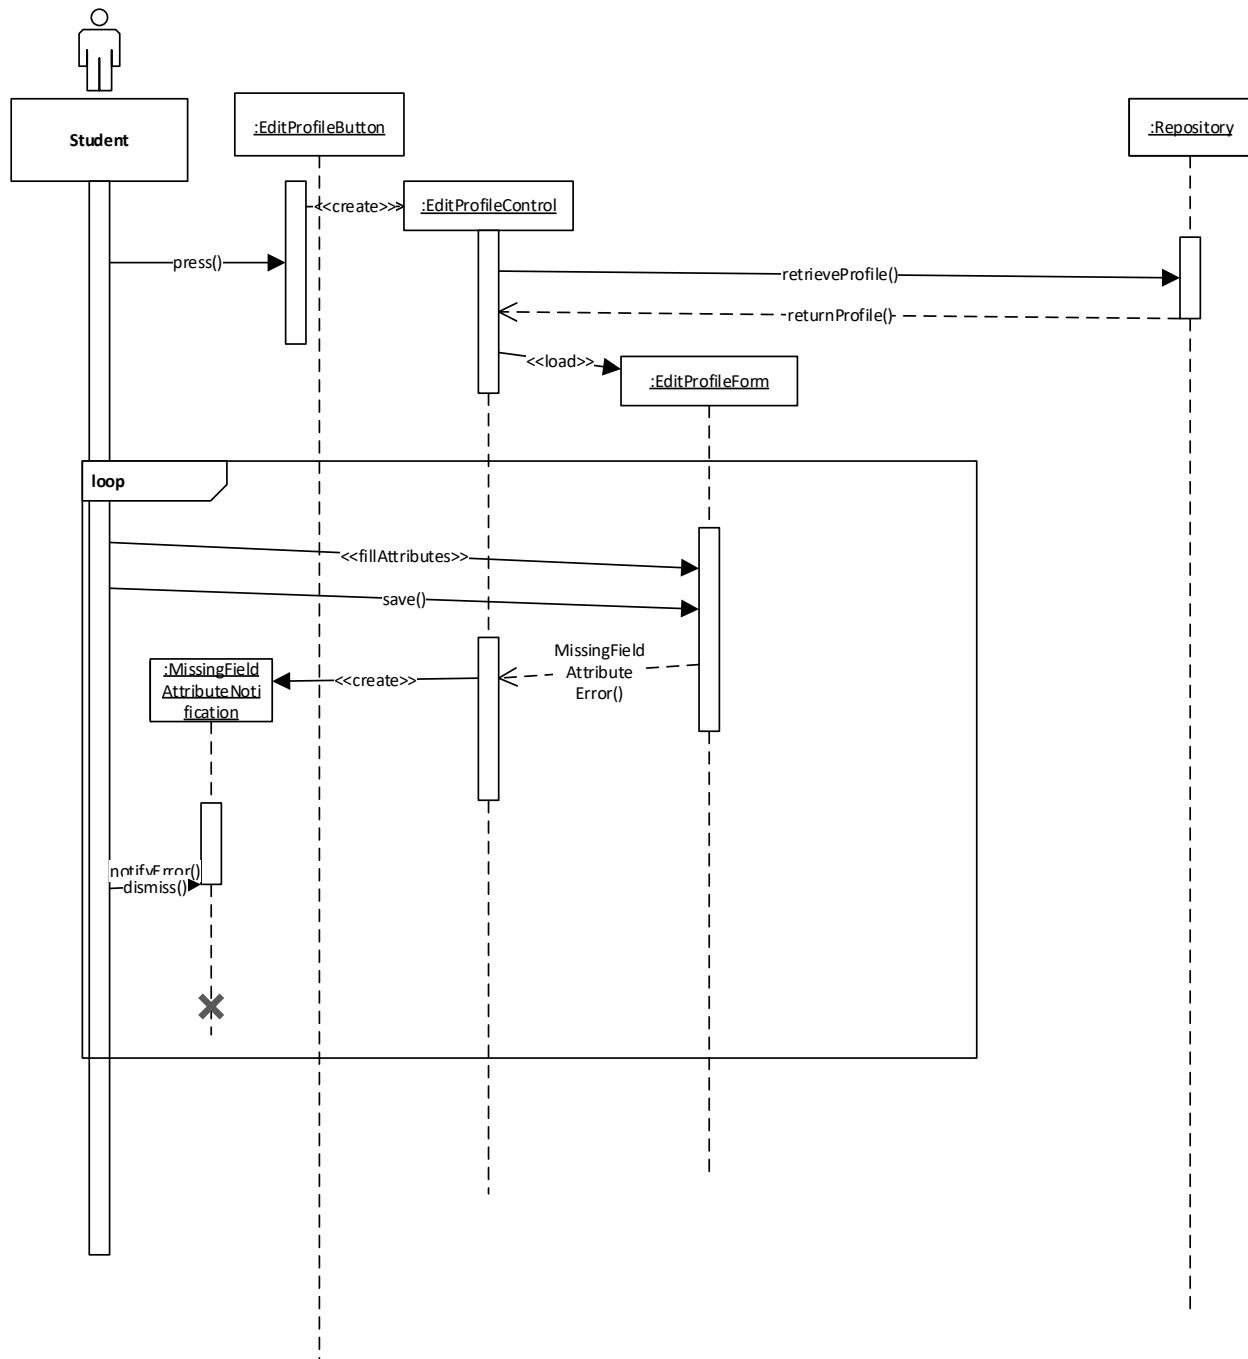 Student
:EditProfileButton
:Repository
<<create>>
:EditProfileControl
press()
retrieveProfile()
returnProfile()
<<load>>
:EditProfileForm
loop
<<fillAttributes>>
save()
MissingField
Attribute
Error()
:MissingField
AttributeNoti
fication
<<create>>
notifyError()
dismiss()